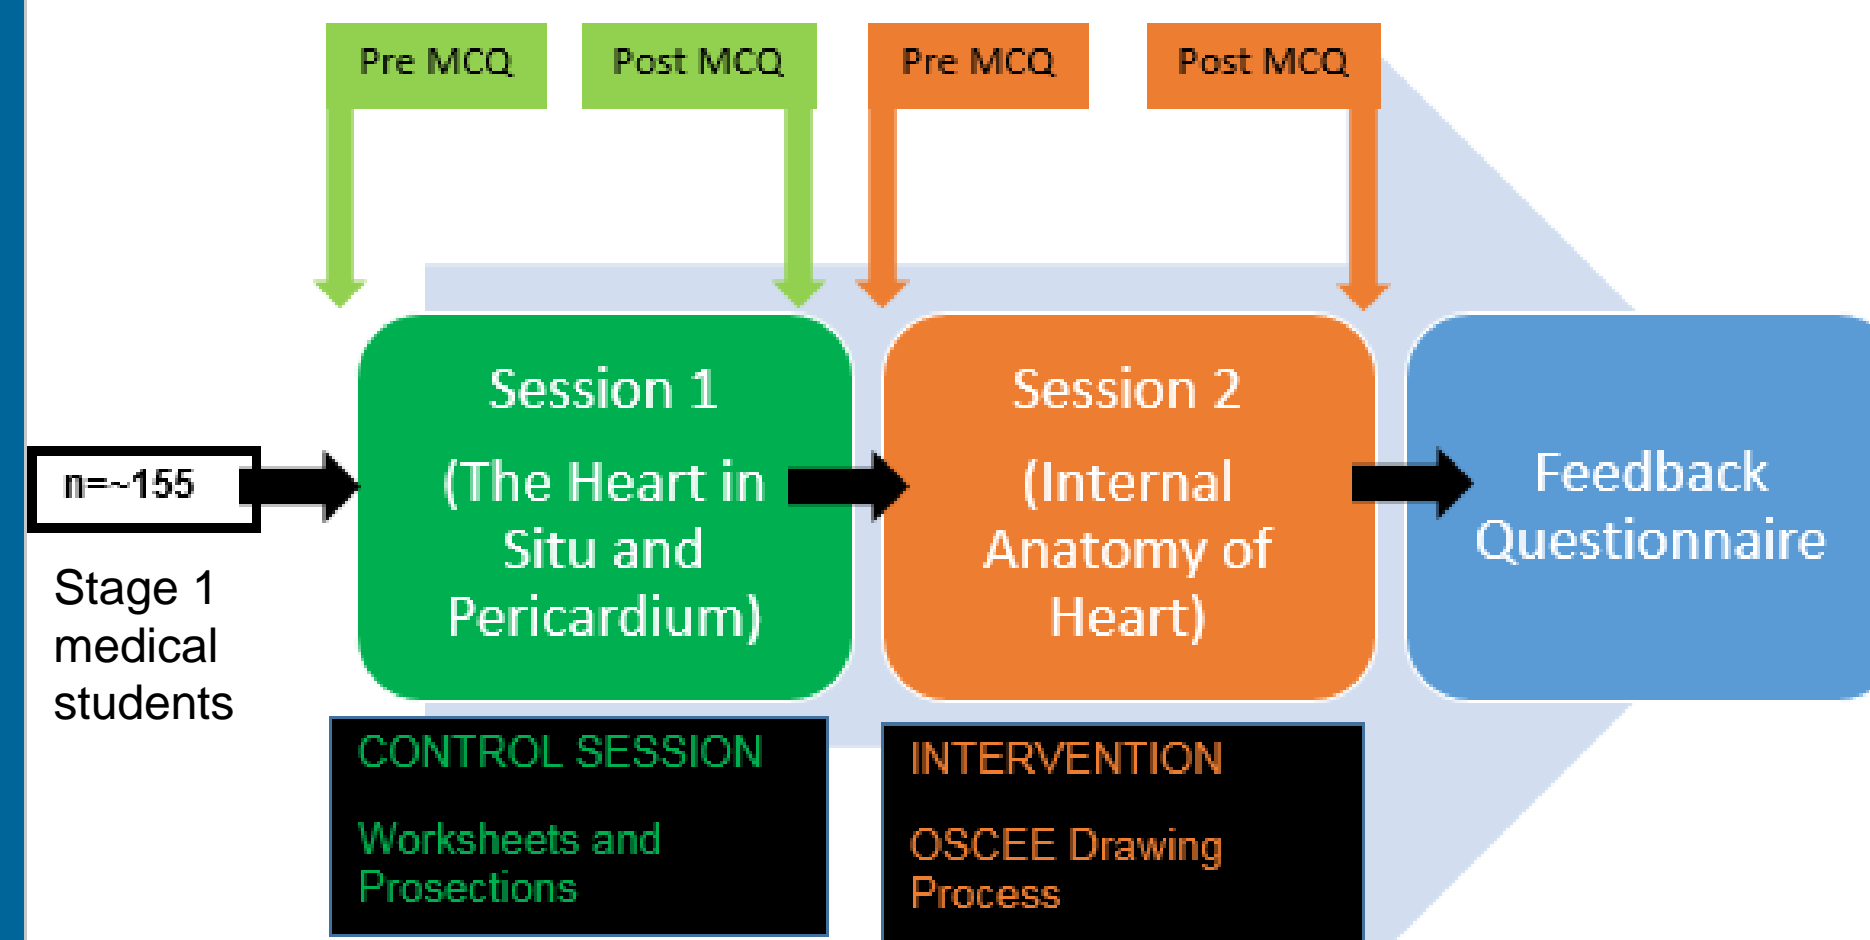 Pre MCQ
Post MCQ
Pre MCQ
Post MCQ
n=~155
Stage 1
medical
students
Session 1
(The Heart in
Situ and
Pericardium)
Session 2
(Internal
Anatomy of
Heart)
Feedback
Questionnaire
CONTROL SESSION
Worksheets and
Prosections
INTERVENTION
OSCEE Drawing
Process